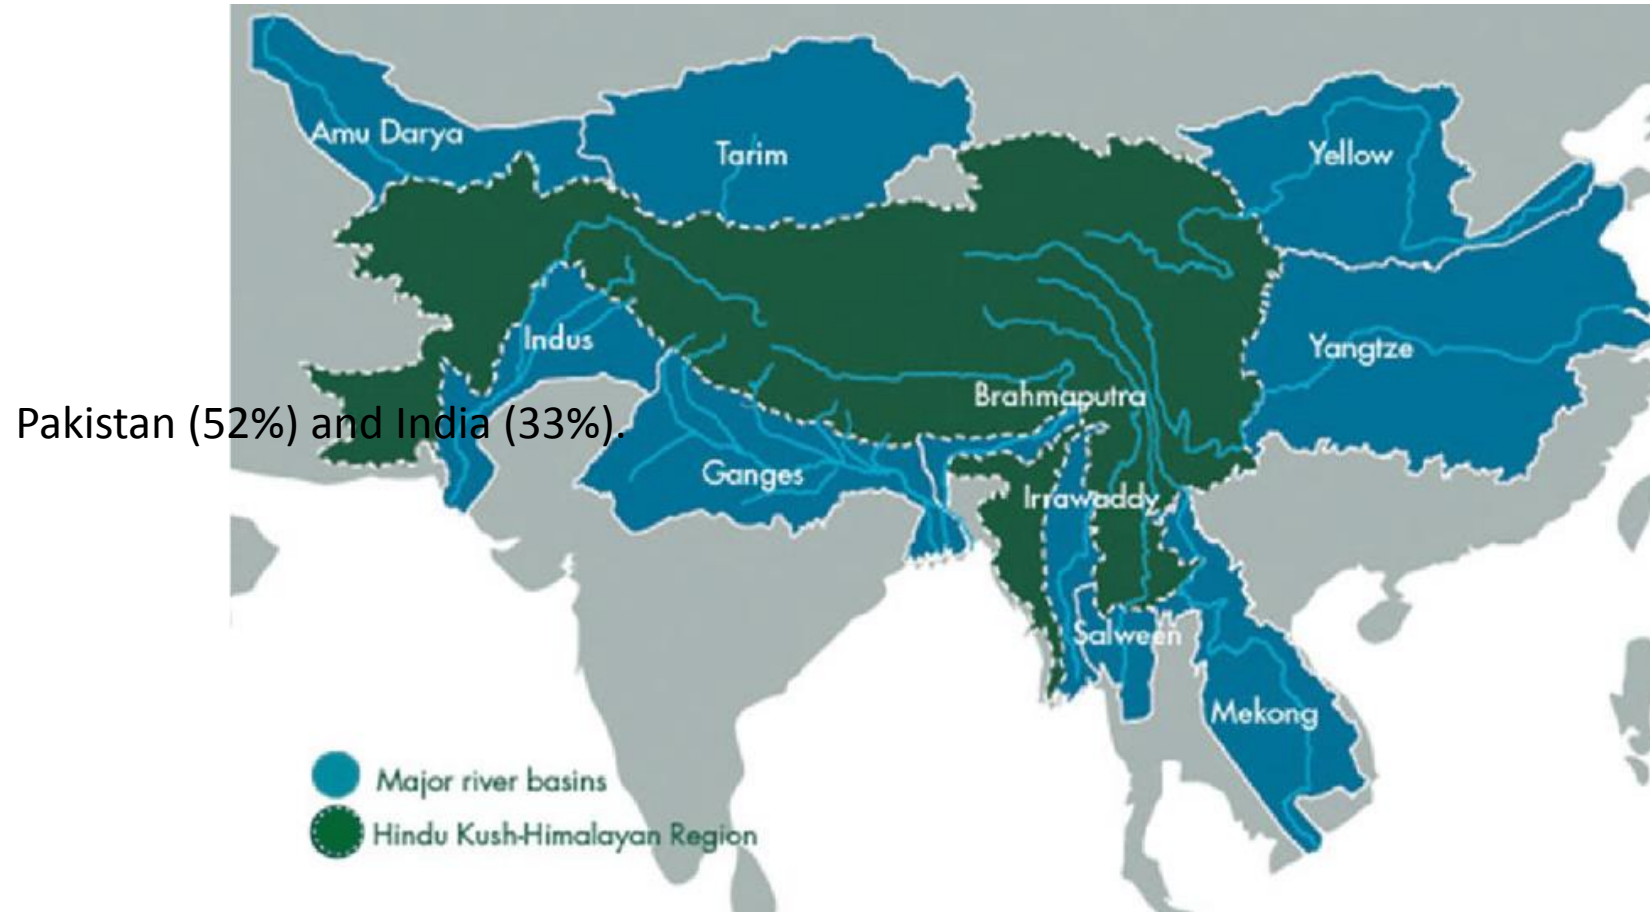 Amu Darya
Tarim
Yellow
Indus
Yangtze
Brahmaputra
Pakistan (52%) and India (33%).
Ganges
Irrawaddy
Salween
Mekong
Major river basins
Hindu Kush-Himalayan Region